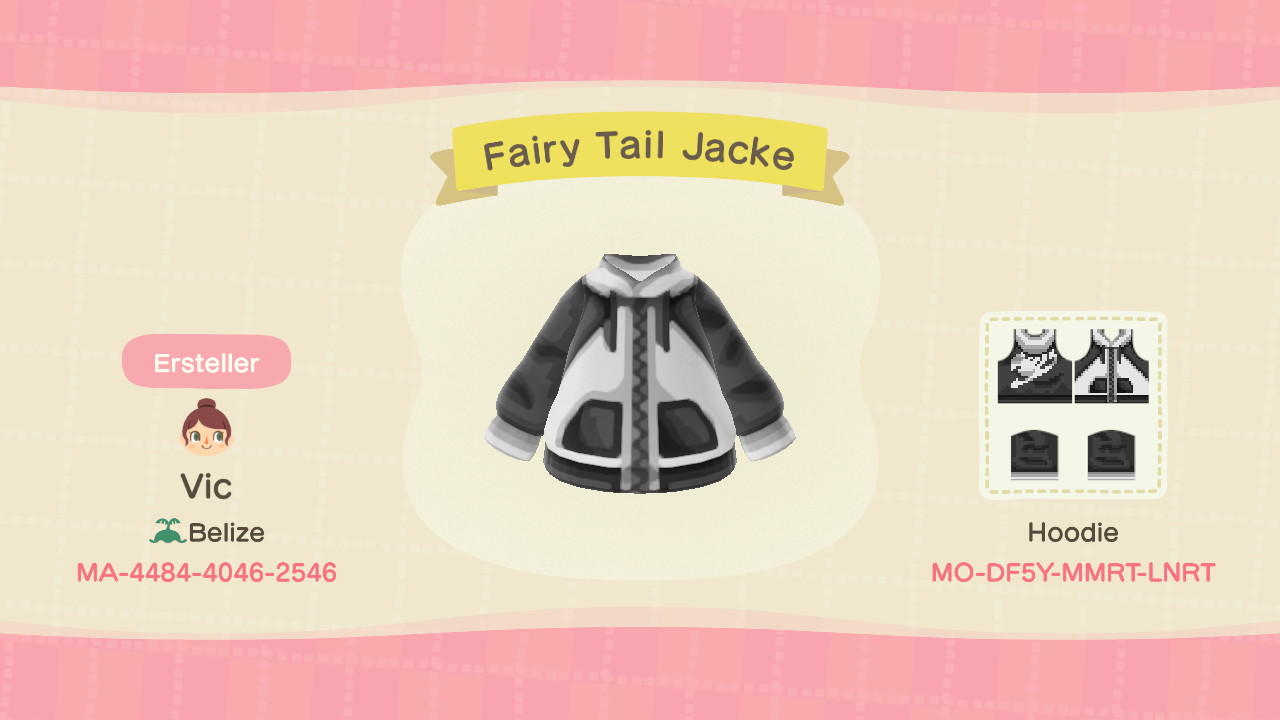 Fairy Tail Jacke
Ersteller
Vic
Belize
MA-4484-4046-2546
Hoodie
MO-DF5Y-MMRT-LNRT